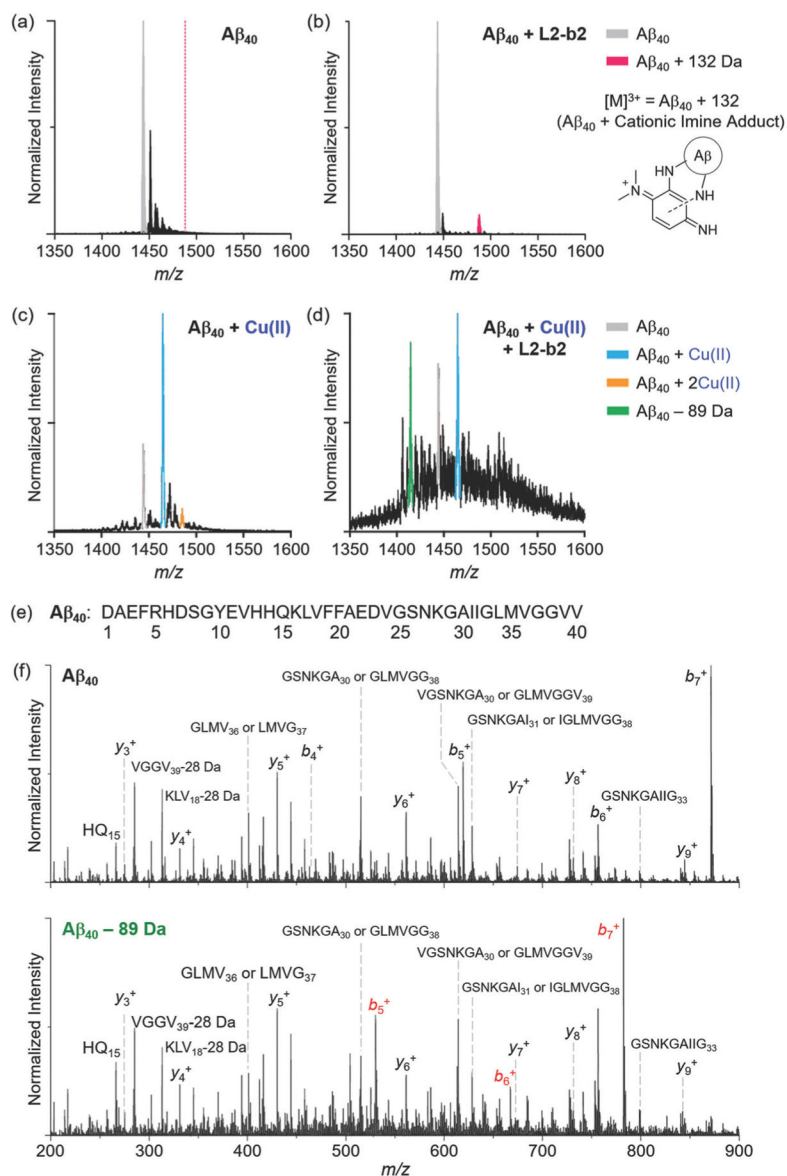 (a)
Aβ₄₀
Normalized Intensity
1350 1400 1450 1500 1550 1600
m/z
(b)
Aβ₄₀ + L2-b2
Normalized Intensity
1350 1400 1450 1500 1550 1600
m/z
Aβ₄₀
Aβ₄₀ + 132 Da
[M]³⁺ = Aβ₄₀ + 132
(Aβ₄₀ + Cationic Imine Adduct)
Aβ
HN
NH
N
+
NH
(c)
Aβ₄₀ + Cu(II)
Normalized Intensity
1350 1400 1450 1500 1550 1600
m/z
(d)
Aβ₄₀ + Cu(II)
+ L2-b2
Normalized Intensity
1350 1400 1450 1500 1550 1600
m/z
Aβ₄₀
Aβ₄₀ + Cu(II)
Aβ₄₀ + 2Cu(II)
Aβ₄₀ – 89 Da
(e) Aβ₄₀: DAEFRHDSGYEVHHQKLVFFAEDVGSNKGAIIGLMVGGVV
1 5 10 15 20 25 30 35 40
(f)
Aβ₄₀
Normalized Intensity
GSNKGA₃₀ or GLMVGG₃₈
VGSNKGA₃₀ or GLMVGGV₃₉
b₇⁺
GLMV₃₆ or LMVG₃₇
GSNKGAI₃₁ or IGLMVGG₃₈
y₃⁺
b₄⁺
b₅⁺
VGGV₃₉-28 Da
y₅⁺
y₈⁺
KLV₁₈-28 Da
y₆⁺
y₇⁺
b₆⁺
GSNKGAIIG₃₃
HQ₁₅
y₄⁺
y₉⁺
Aβ₄₀ – 89 Da
Normalized Intensity
GSNKGA₃₀ or GLMVGG₃₈
b₇⁺
VGSNKGA₃₀ or GLMVGGV₃₉
GLMV₃₆ or LMVG₃₇
GSNKGAI₃₁ or IGLMVGG₃₈
y₃⁺
y₅⁺
b₅⁺
VGGV₃₉-28 Da
y₈⁺
HQ₁₅
KLV₁₈-28 Da
y₆⁺
y₇⁺
GSNKGAIIG₃₃
y₄⁺
b₆⁺
y₉⁺
200 300 400 500 600 700 800 900
m/z